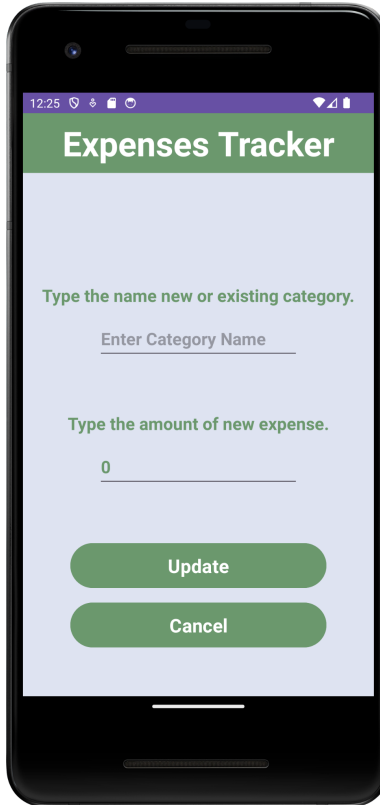 12:25
Expenses Tracker
Type the name new or existing category.
Enter Category Name
Type the amount of new expense.
0
Update
Cancel